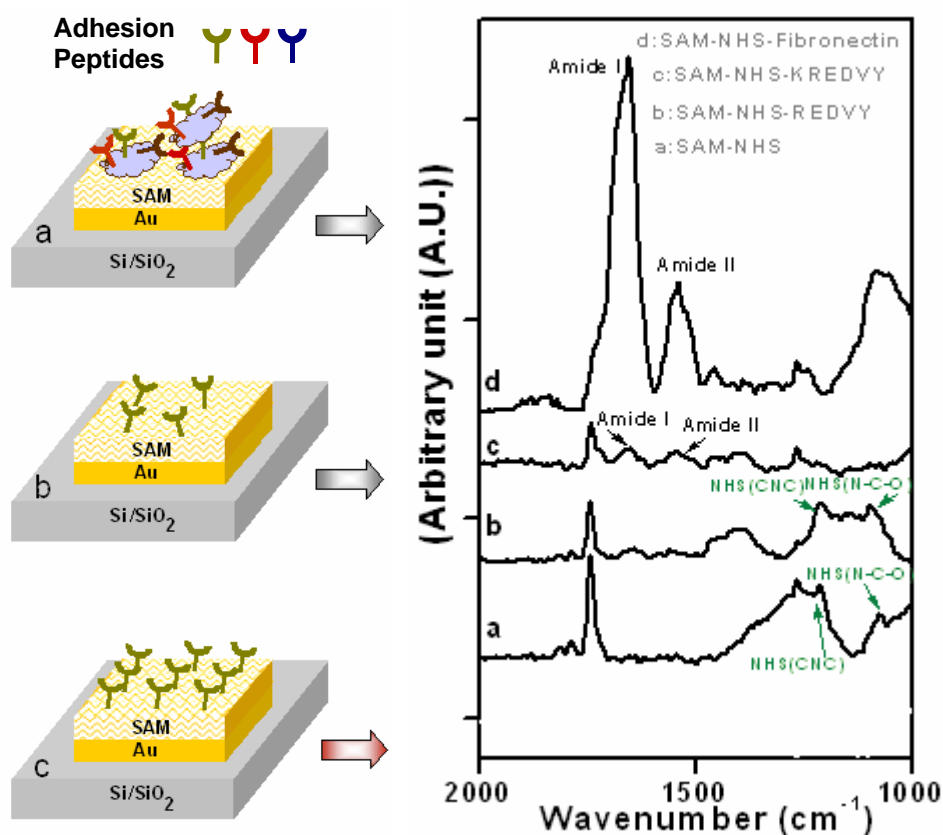 Adhesion
Peptides
SAM
Au
a
Si/SiO2
SAM
Au
b
Si/SiO2
SAM
Au
c
Si/SiO2
(Arbitrary unit (A.U.))
d:SAM-NHS-Fibronectin
Amide I
c:SAM-NHS-KREDVY
b:SAM-NHS-REDVY
a:SAM-NHS
Amide II
d
Amide I
Amide II
c
NHS(CNC) NHS(N-C-O)
b
NHS(N-C-O)
a
NHS(CNC)
2000 1500 1000
Wavenumber (cm-1)